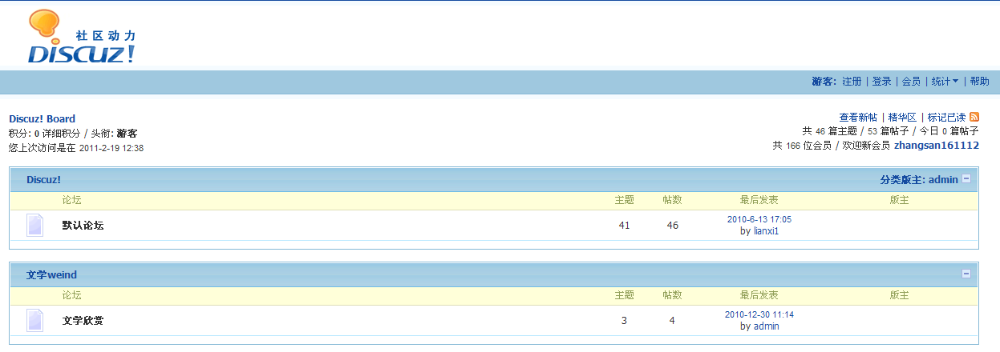 社区动力
Discuz!
游客: 注册 | 登录 | 会员 | 统计 | 帮助
Discuz! Board
积分: 0 详细积分 / 头衔: 游客
您上次访问是在 2011-2-19 12:38
查看新帖 | 精华区 | 标记已读
共 46 篇主题 / 53 篇帖子 / 今日 0 篇帖子
共 166 位会员 / 欢迎新会员 zhangsan161112
Discuz! 分类版主: admin
论坛 主题 帖数 最后发表 版主
默认论坛 41 46 2010-6-13 17:05
by lianxi1
文学weind
论坛 主题 帖数 最后发表 版主
文学欣赏 3 4 2010-12-30 11:14
by admin